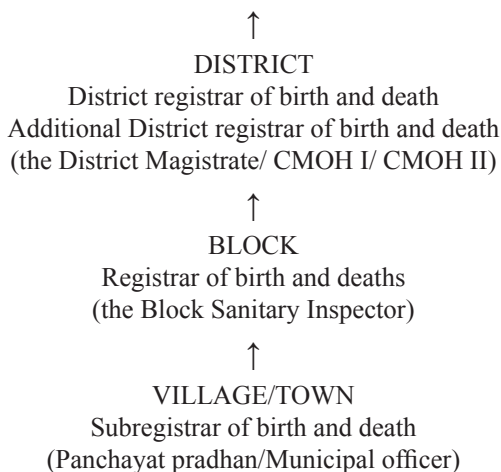 ↑
DISTRICT
District registrar of birth and death
Additional District registrar of birth and death
(the District Magistrate/ CMOH I/ CMOH II)
↑
BLOCK
Registrar of birth and deaths
(the Block Sanitary Inspector)
↑
VILLAGE/TOWN
Subregistrar of birth and death
(Panchayat pradhan/Municipal officer)